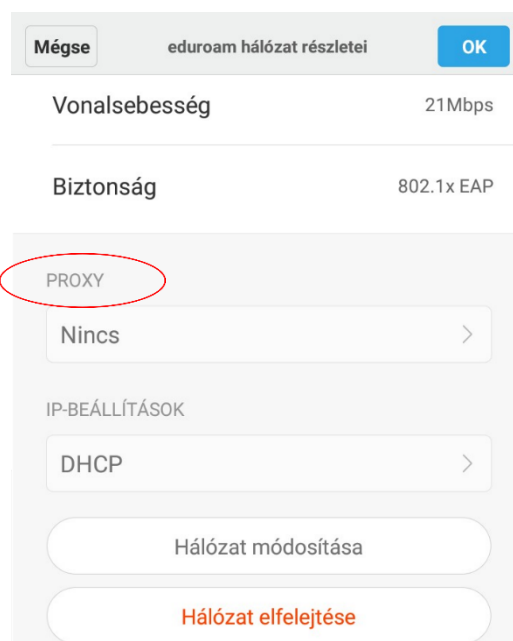 Mégse eduroam hálózat részletei OK
Vonalsebesség 21Mbps
Biztonság 802.1x EAP
PROXY
Nincs
IP-BEÁLLÍTÁSOK
DHCP
Hálózat módosítása
Hálózat elfelejtése